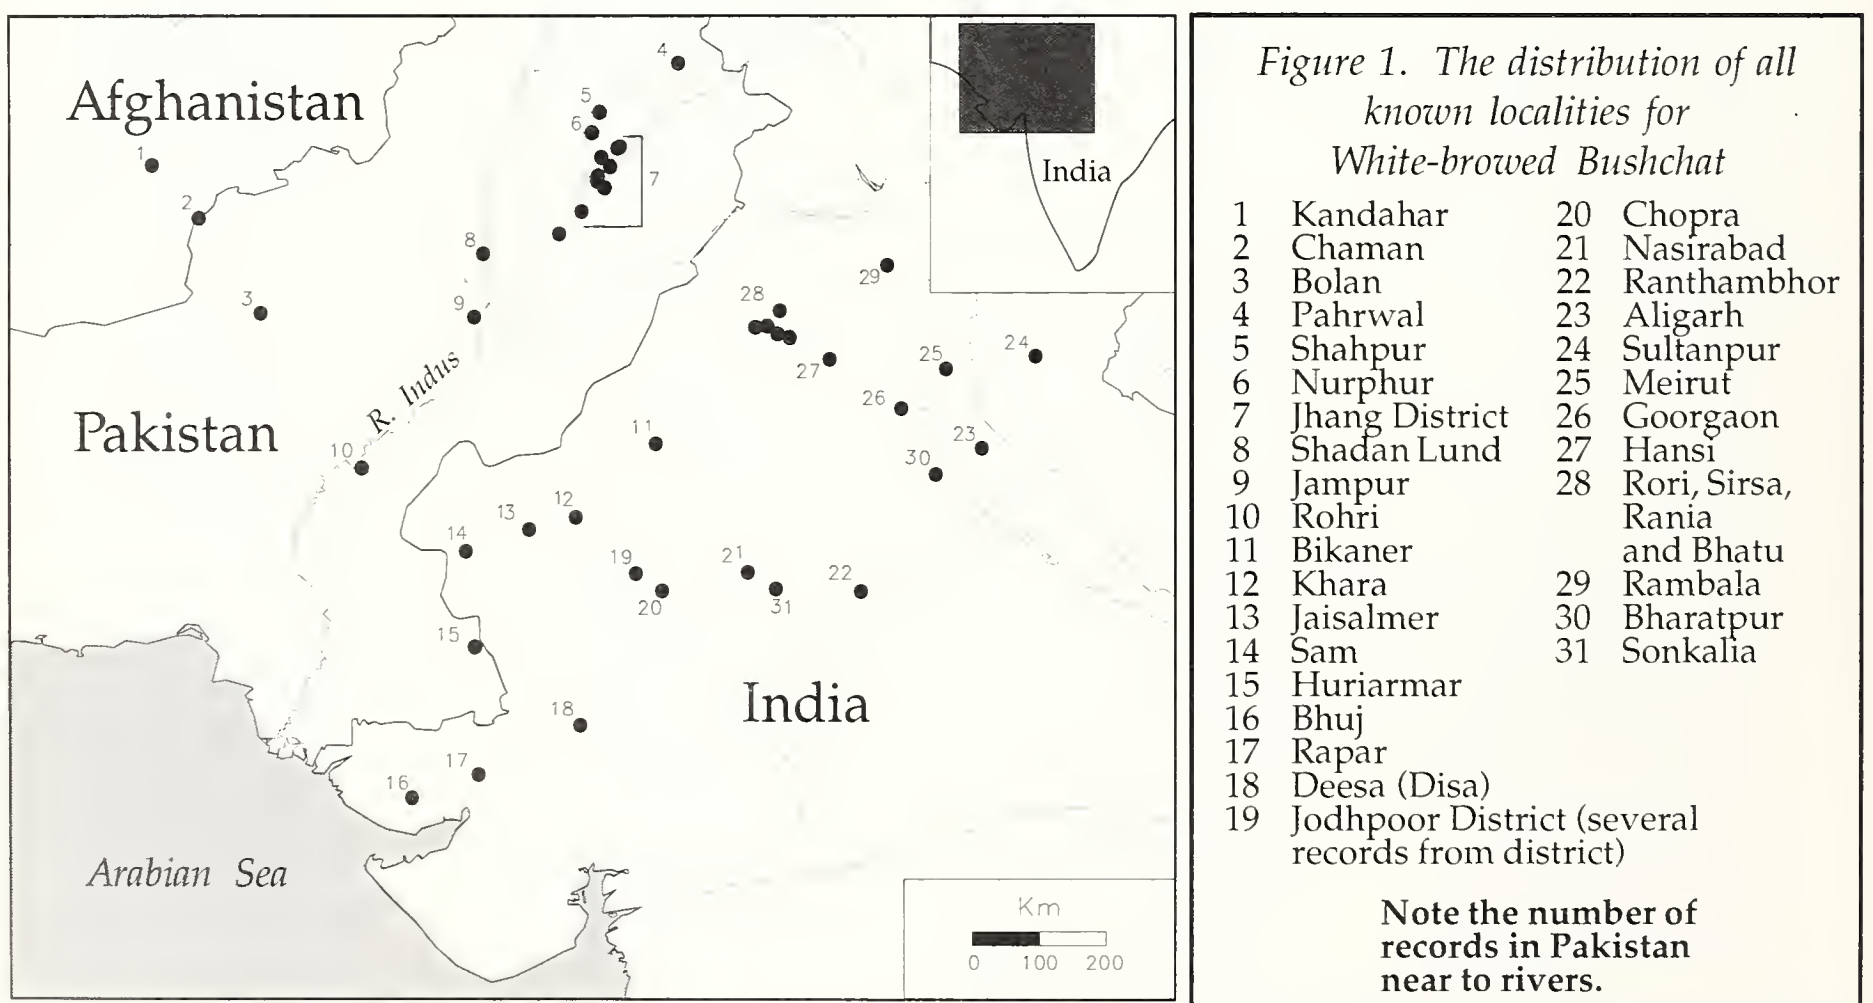 Afghanistan
Pakistan
India
R. Indus
Arabian Sea
India
1
2
3
4
5
6
7
8
9
10
11
12
13
14
15
16
17
18
19
20
21
22
23
24
25
26
27
28
29
30
31
Km
0 100 200
Figure 1. The distribution of all
known localities for
White-browed Bushchat
1 Kandahar
2 Chaman
3 Bolan
4 Pahrwal
5 Shahpur
6 Nurphur
7 Jhang District
8 Shadan Lund
9 Jampur
10 Rohri
11 Bikaner
12 Khara
13 Jaisalmer
14 Sam
15 Huriarmar
16 Bhuj
17 Rapar
18 Deesa (Disa)
19 Jodhpoor District (several
records from district)
20 Chopra
21 Nasirabad
22 Ranthambhor
23 Aligarh
24 Sultanpur
25 Meirut
26 Goorgaon
27 Hansi
28 Rori, Sirsa,
Rania
and Bhatu
29 Rambala
30 Bharatpur
31 Sonkalia
Note the number of
records in Pakistan
near to rivers.